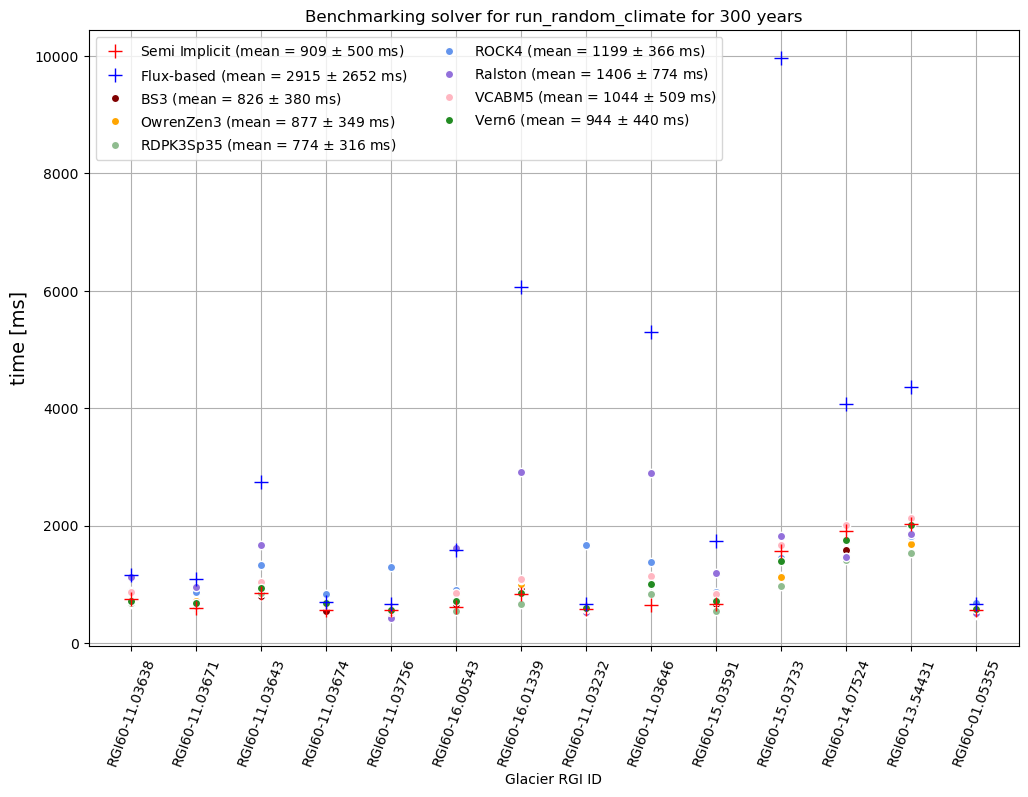 Benchmarking solver for run_random_climate for 300 years
Semi Implicit (mean = 909 ± 500 ms)
Flux-based (mean = 2915 ± 2652 ms)
BS3 (mean = 826 ± 380 ms)
OwrenZen3 (mean = 877 ± 349 ms)
RDPK3Sp35 (mean = 774 ± 316 ms)
ROCK4 (mean = 1199 ± 366 ms)
Ralston (mean = 1406 ± 774 ms)
VCABM5 (mean = 1044 ± 509 ms)
Vern6 (mean = 944 ± 440 ms)
time [ms]
10000
8000
6000
4000
2000
0
RGI60-11.03638
RGI60-11.03671
RGI60-11.03643
RGI60-11.03674
RGI60-11.03756
RGI60-16.00543
RGI60-16.01339
RGI60-11.03232
RGI60-11.03646
RGI60-15.03591
RGI60-15.03733
RGI60-14.07524
RGI60-13.54431
RGI60-01.05355
Glacier RGI ID